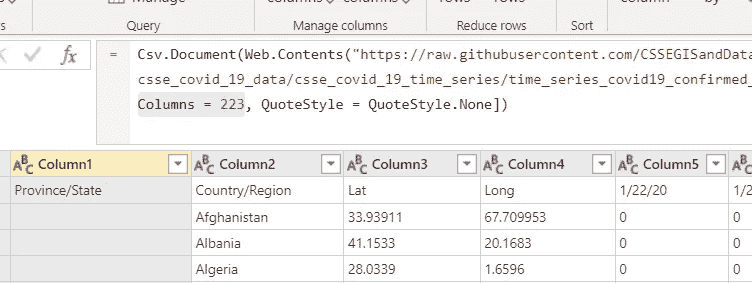 Manage
columns
columns
rows
rows
by
Query
Manage columns
Reduce rows
Sort
fx
= Csv.Document(Web.Contents("https://raw.githubusercontent.com/CSSEGISandData
csse_covid_19_data/csse_covid_19_time_series/time_series_covid19_confirmed_
Columns = 223, QuoteStyle = QuoteStyle.None])
ABC Column1 ABC Column2 ABC Column3 ABC Column4 ABC Column5 ABC
Province/State Country/Region Lat Long 1/22/20 1/2
Afghanistan 33.93911 67.709953 0 0
Albania 41.1533 20.1683 0 0
Algeria 28.0339 1.6596 0 0